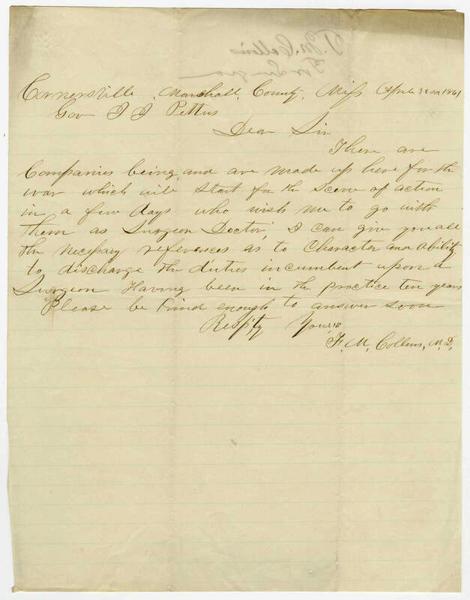 Cornersville, Marshall, County, Miss April 22nd 1861
Gov J J Pettus
Dear Sir
There are
Companies being and are made up here for the
war which will start for the Scene of action
in a few days who wish me to go with
them as Surgeon Doctor, I can give you all
the necessary references as to Character and Ability
to discharge the duties incumbent upon a
Surgeon Having been in the practice ten years
Please be kind enough to answer soon
Respty Yours
M, Collins, M.D,
M. Collins